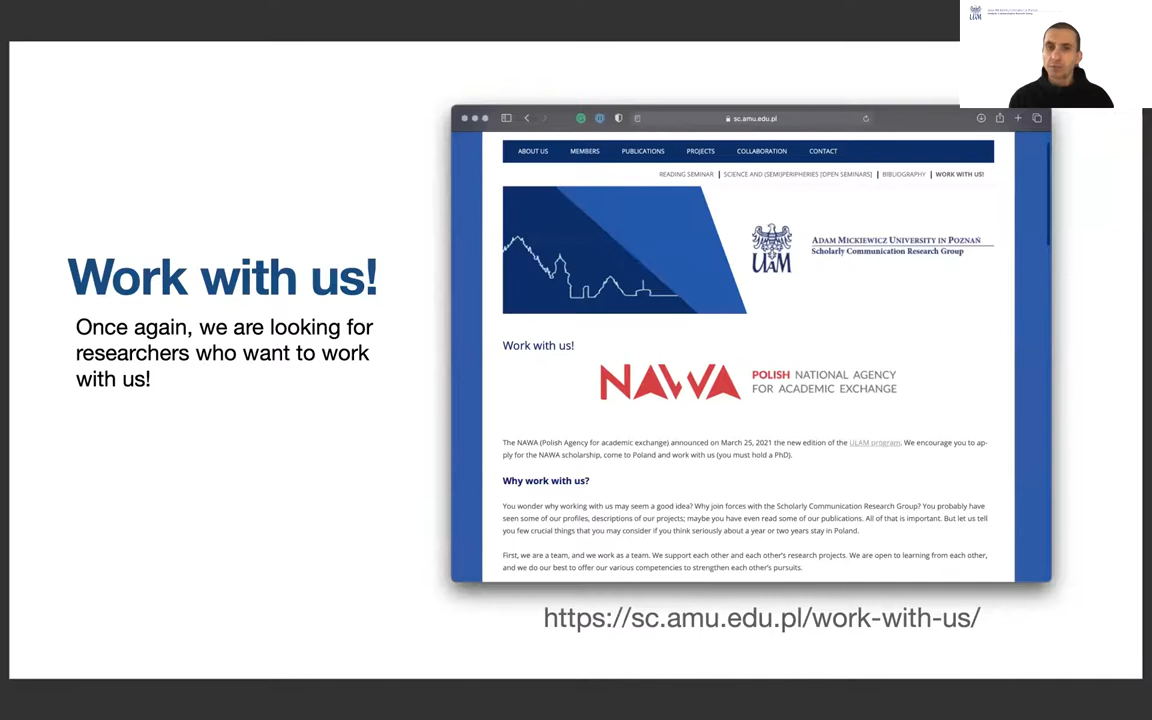 Work with us!
Once again, we are looking for
researchers who want to work
with us!
sc.amu.edu.pl
ABOUT US MEMBERS PUBLICATIONS PROJECTS COLLABORATION CONTACT
READING SEMINAR | SCIENCE AND (SEMI)PERIPHERIES [OPEN SEMINARS] | BIBLIOGRAPHY | WORK WITH US!
UAM
ADAM MICKIEWICZ UNIVERSITY IN POZNAŃ
Scholarly Communication Research Group
Work with us!
NAWA
POLISH NATIONAL AGENCY
FOR ACADEMIC EXCHANGE
The NAWA (Polish Agency for academic exchange) announced on March 25, 2021 the new edition of the ULAM program. We encourage you to ap-
ply for the NAWA scholarship, come to Poland and work with us (you must hold a PhD).
Why work with us?
You wonder why working with us may seem a good idea? Why join forces with the Scholarly Communication Research Group? You probably have
seen some of our profiles, descriptions of our projects; maybe you have even read some of our publications. All of that is important. But let us tell
you few crucial things that you may consider if you think seriously about a year or two years stay in Poland.
First, we are a team, and we work as a team. We support each other and each other's research projects. We are open to learning from each other,
and we do our best to offer our various competencies to strengthen each other's pursuits.
https://sc.amu.edu.pl/work-with-us/